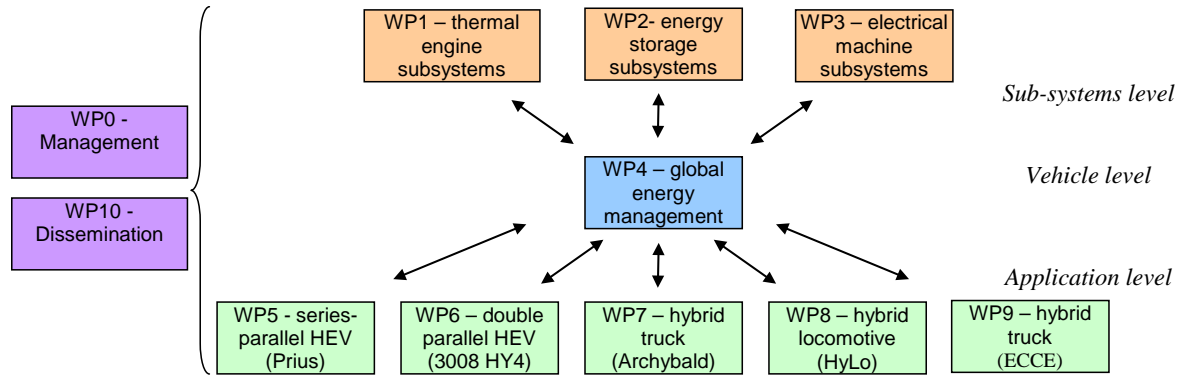 WP1 – thermal
engine
subsystems
WP2- energy
storage
subsystems
WP3 – electrical
machine
subsystems
Sub-systems level
WP0 -
Management
WP4 – global
energy
management
Vehicle level
WP10 -
Dissemination
Application level
WP5 - series-
parallel HEV
(Prius)
WP6 – double
parallel HEV
(3008 HY4)
WP7 – hybrid
truck
(Archybald)
WP8 – hybrid
locomotive
(HyLo)
WP9 – hybrid
truck
(ECCE)